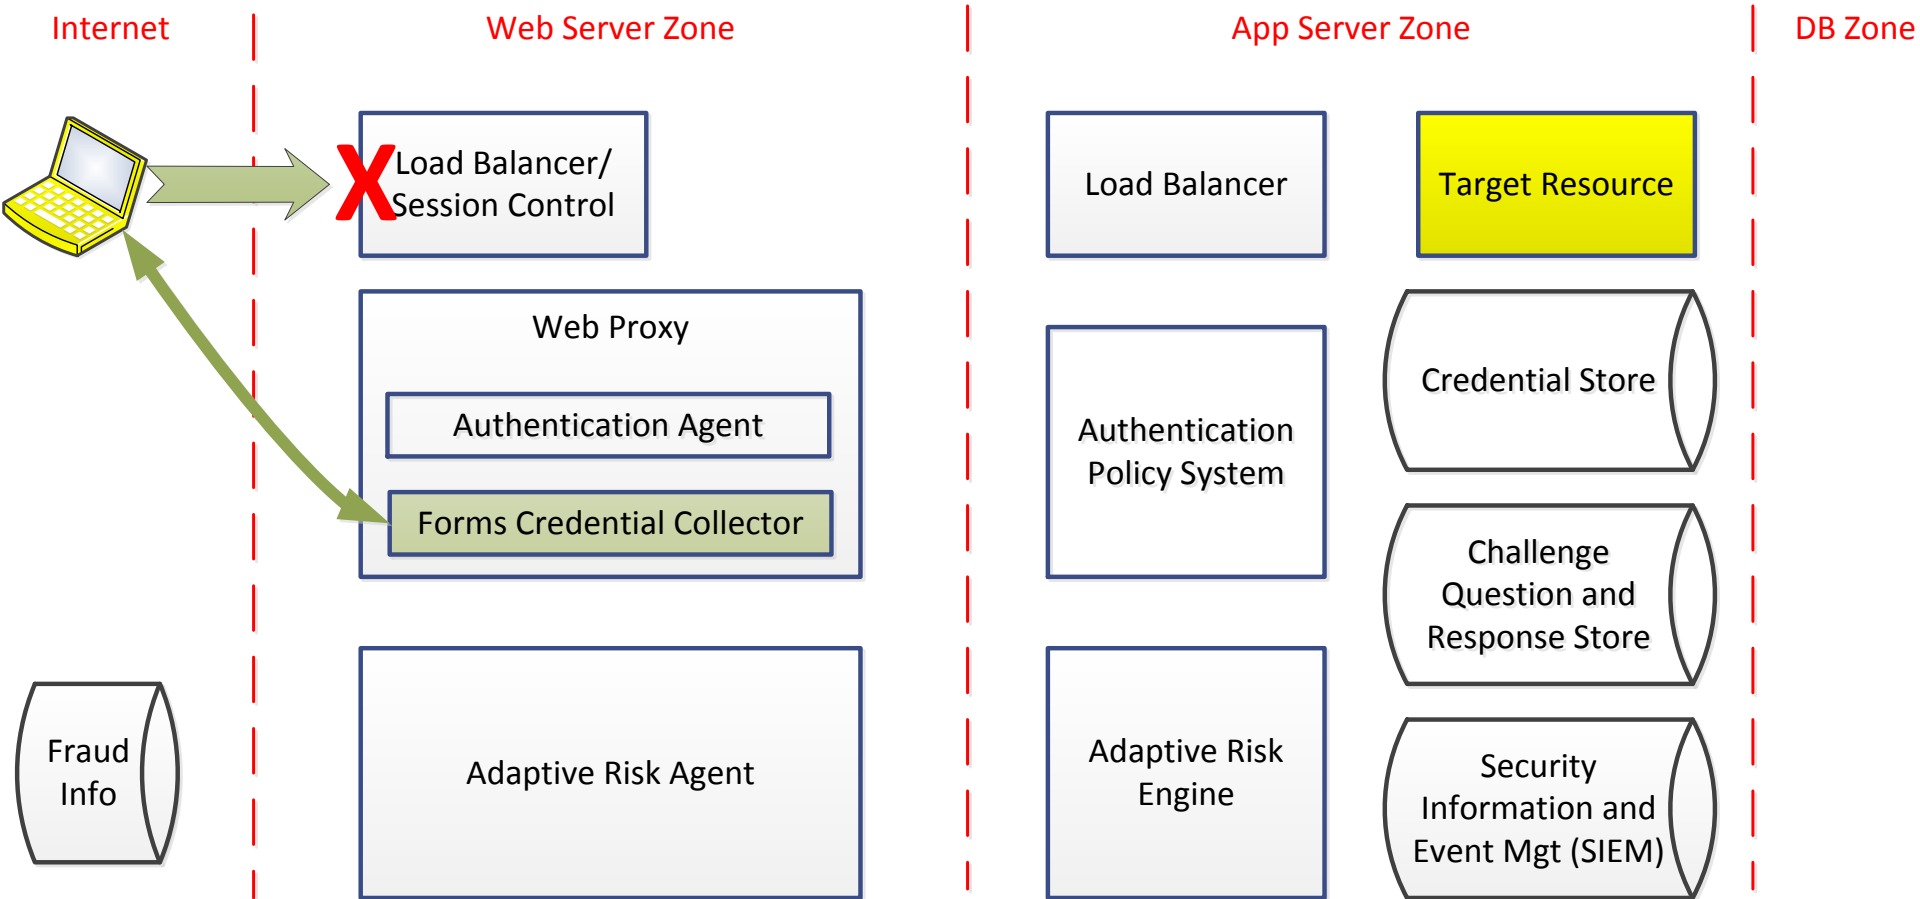 Internet
Web Server Zone
App Server Zone
DB Zone
X
Load Balancer/
Session Control
Load Balancer
Target Resource
Web Proxy
Authentication Agent
Forms Credential Collector
Authentication
Policy System
Credential Store
Challenge
Question and
Response Store
Fraud
Info
Adaptive Risk Agent
Adaptive Risk
Engine
Security
Information and
Event Mgt (SIEM)